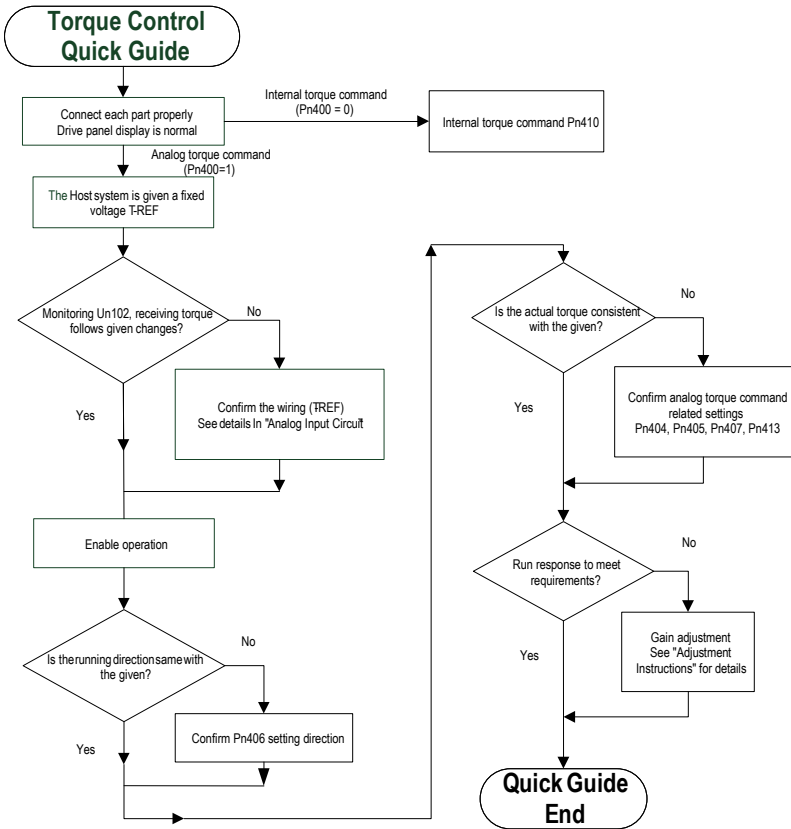 Torque Control
Quick Guide
Connect each part properly
Drive panel display is normal
Internal torque command
(Pn400 = 0)
Internal torque command Pn410
Analog torque command
(Pn400=1)
The Host system is given a fixed
voltage T-REF
Monitoring Un102, receiving torque
follows given changes?
No
Yes
Confirm the wiring (T-REF)
See details In "Analog Input Circuit"
Enable operation
Is the running direction same with
the given?
No
Yes
Confirm Pn406 setting direction
Is the actual torque consistent
with the given?
No
Yes
Confirm analog torque command
related settings
Pn404, Pn405, Pn407, Pn413
Run response to meet
requirements?
No
Yes
Gain adjustment
See "Adjustment
Instructions" for details
Quick Guide
End